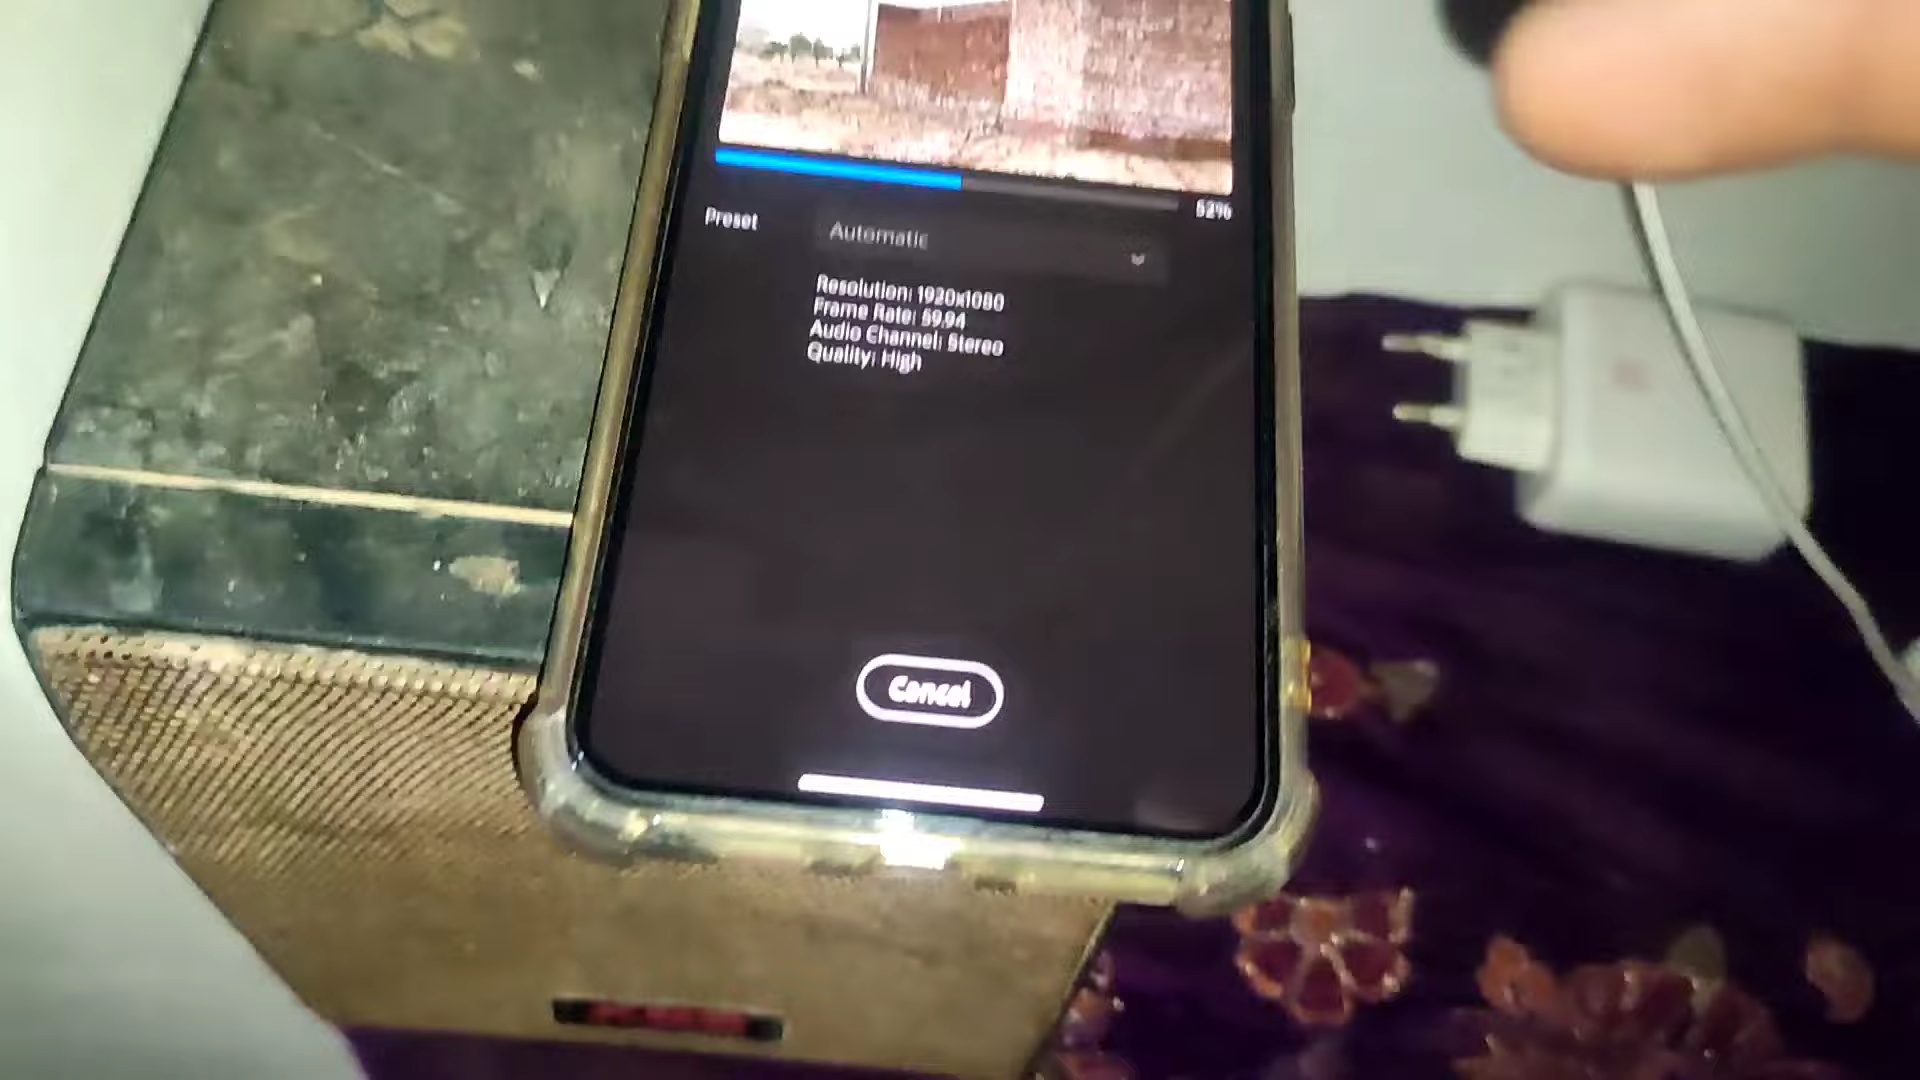 52%
Preset
Automatic
Resolution: 1920x1080
Frame Rate: 59.94
Audio Channel: Stereo
Quality: High
Cancel